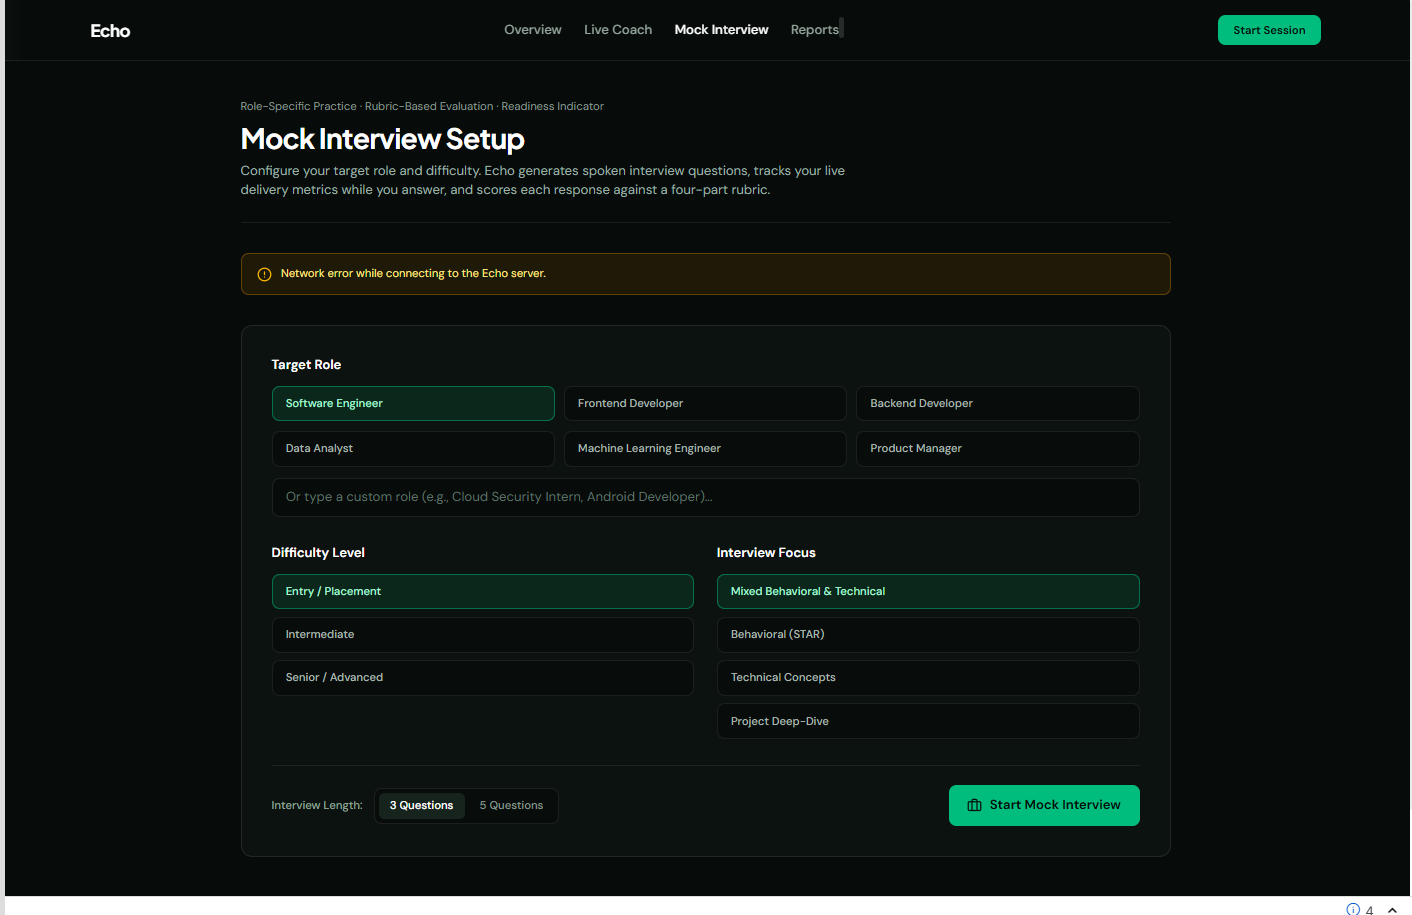 Echo
Overview
Live Coach
Mock Interview
Reports
Start Session
Role-Specific Practice · Rubric-Based Evaluation · Readiness Indicator
Mock Interview Setup
Configure your target role and difficulty. Echo generates spoken interview questions, tracks your live
delivery metrics while you answer, and scores each response against a four-part rubric.
Network error while connecting to the Echo server.
Target Role
Software Engineer
Frontend Developer
Backend Developer
Data Analyst
Machine Learning Engineer
Product Manager
Or type a custom role (e.g., Cloud Security Intern, Android Developer)...
Difficulty Level
Entry / Placement
Intermediate
Senior / Advanced
Interview Focus
Mixed Behavioral & Technical
Behavioral (STAR)
Technical Concepts
Project Deep-Dive
Interview Length:
3 Questions
5 Questions
Start Mock Interview
4